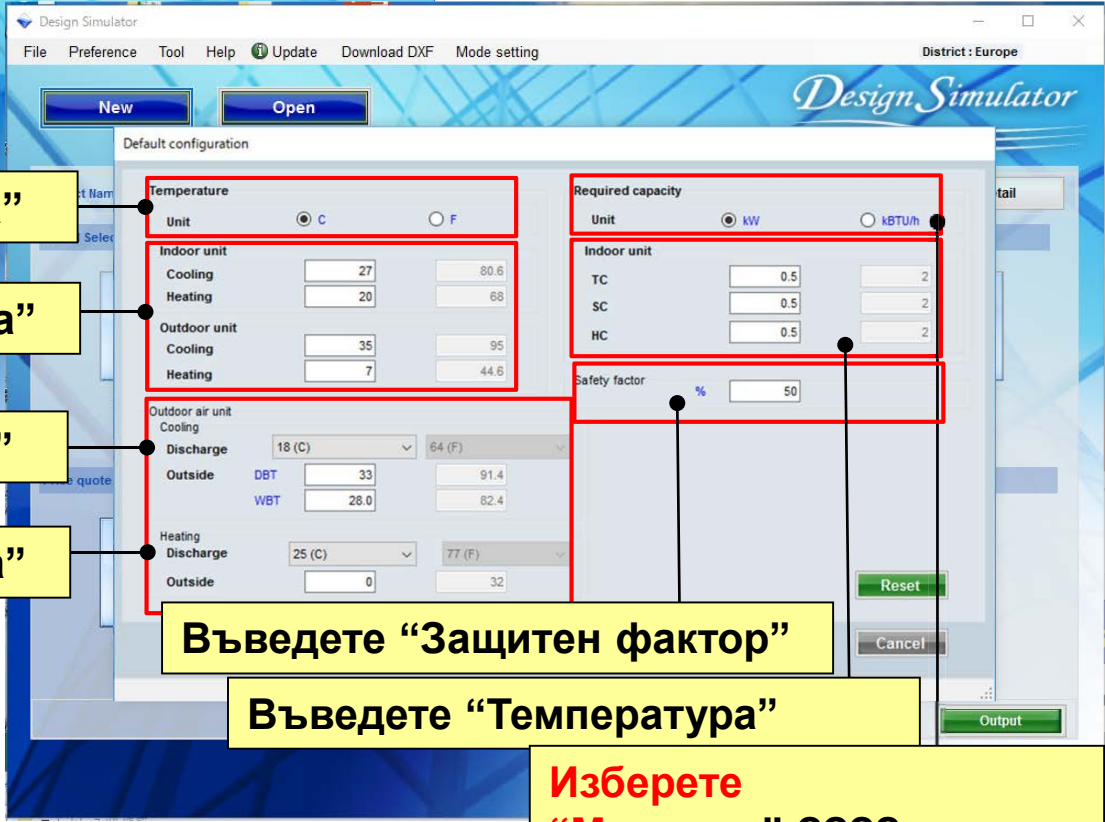 Design Simulator
File Preference Tool Help Update Download DXF Mode setting District : Europe
New Open Design Simulator
Default configuration
Temperature
Unit C F
Indoor unit
Cooling 27 80.6
Heating 20 68
Outdoor unit
Cooling 35 95
Heating 7 44.6
Outdoor air unit
Cooling
Discharge 18 (C) 64 (F)
Outside DBT 33 91.4
WBT 28.0 82.4
Heating
Discharge 25 (C) 77 (F)
Outside 0 32
Required capacity
Unit kW kBTU/h
Indoor unit
TC 0.5 2
SC 0.5 2
HC 0.5 2
Safety factor % 50
Reset
Cancel
Output
quote
Въведете “Защитен фактор”
Въведете “Температура”
Изберете